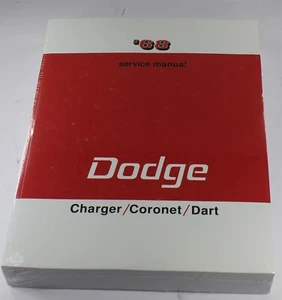 '68
service manual
Dodge
Charger/Coronet/Dart